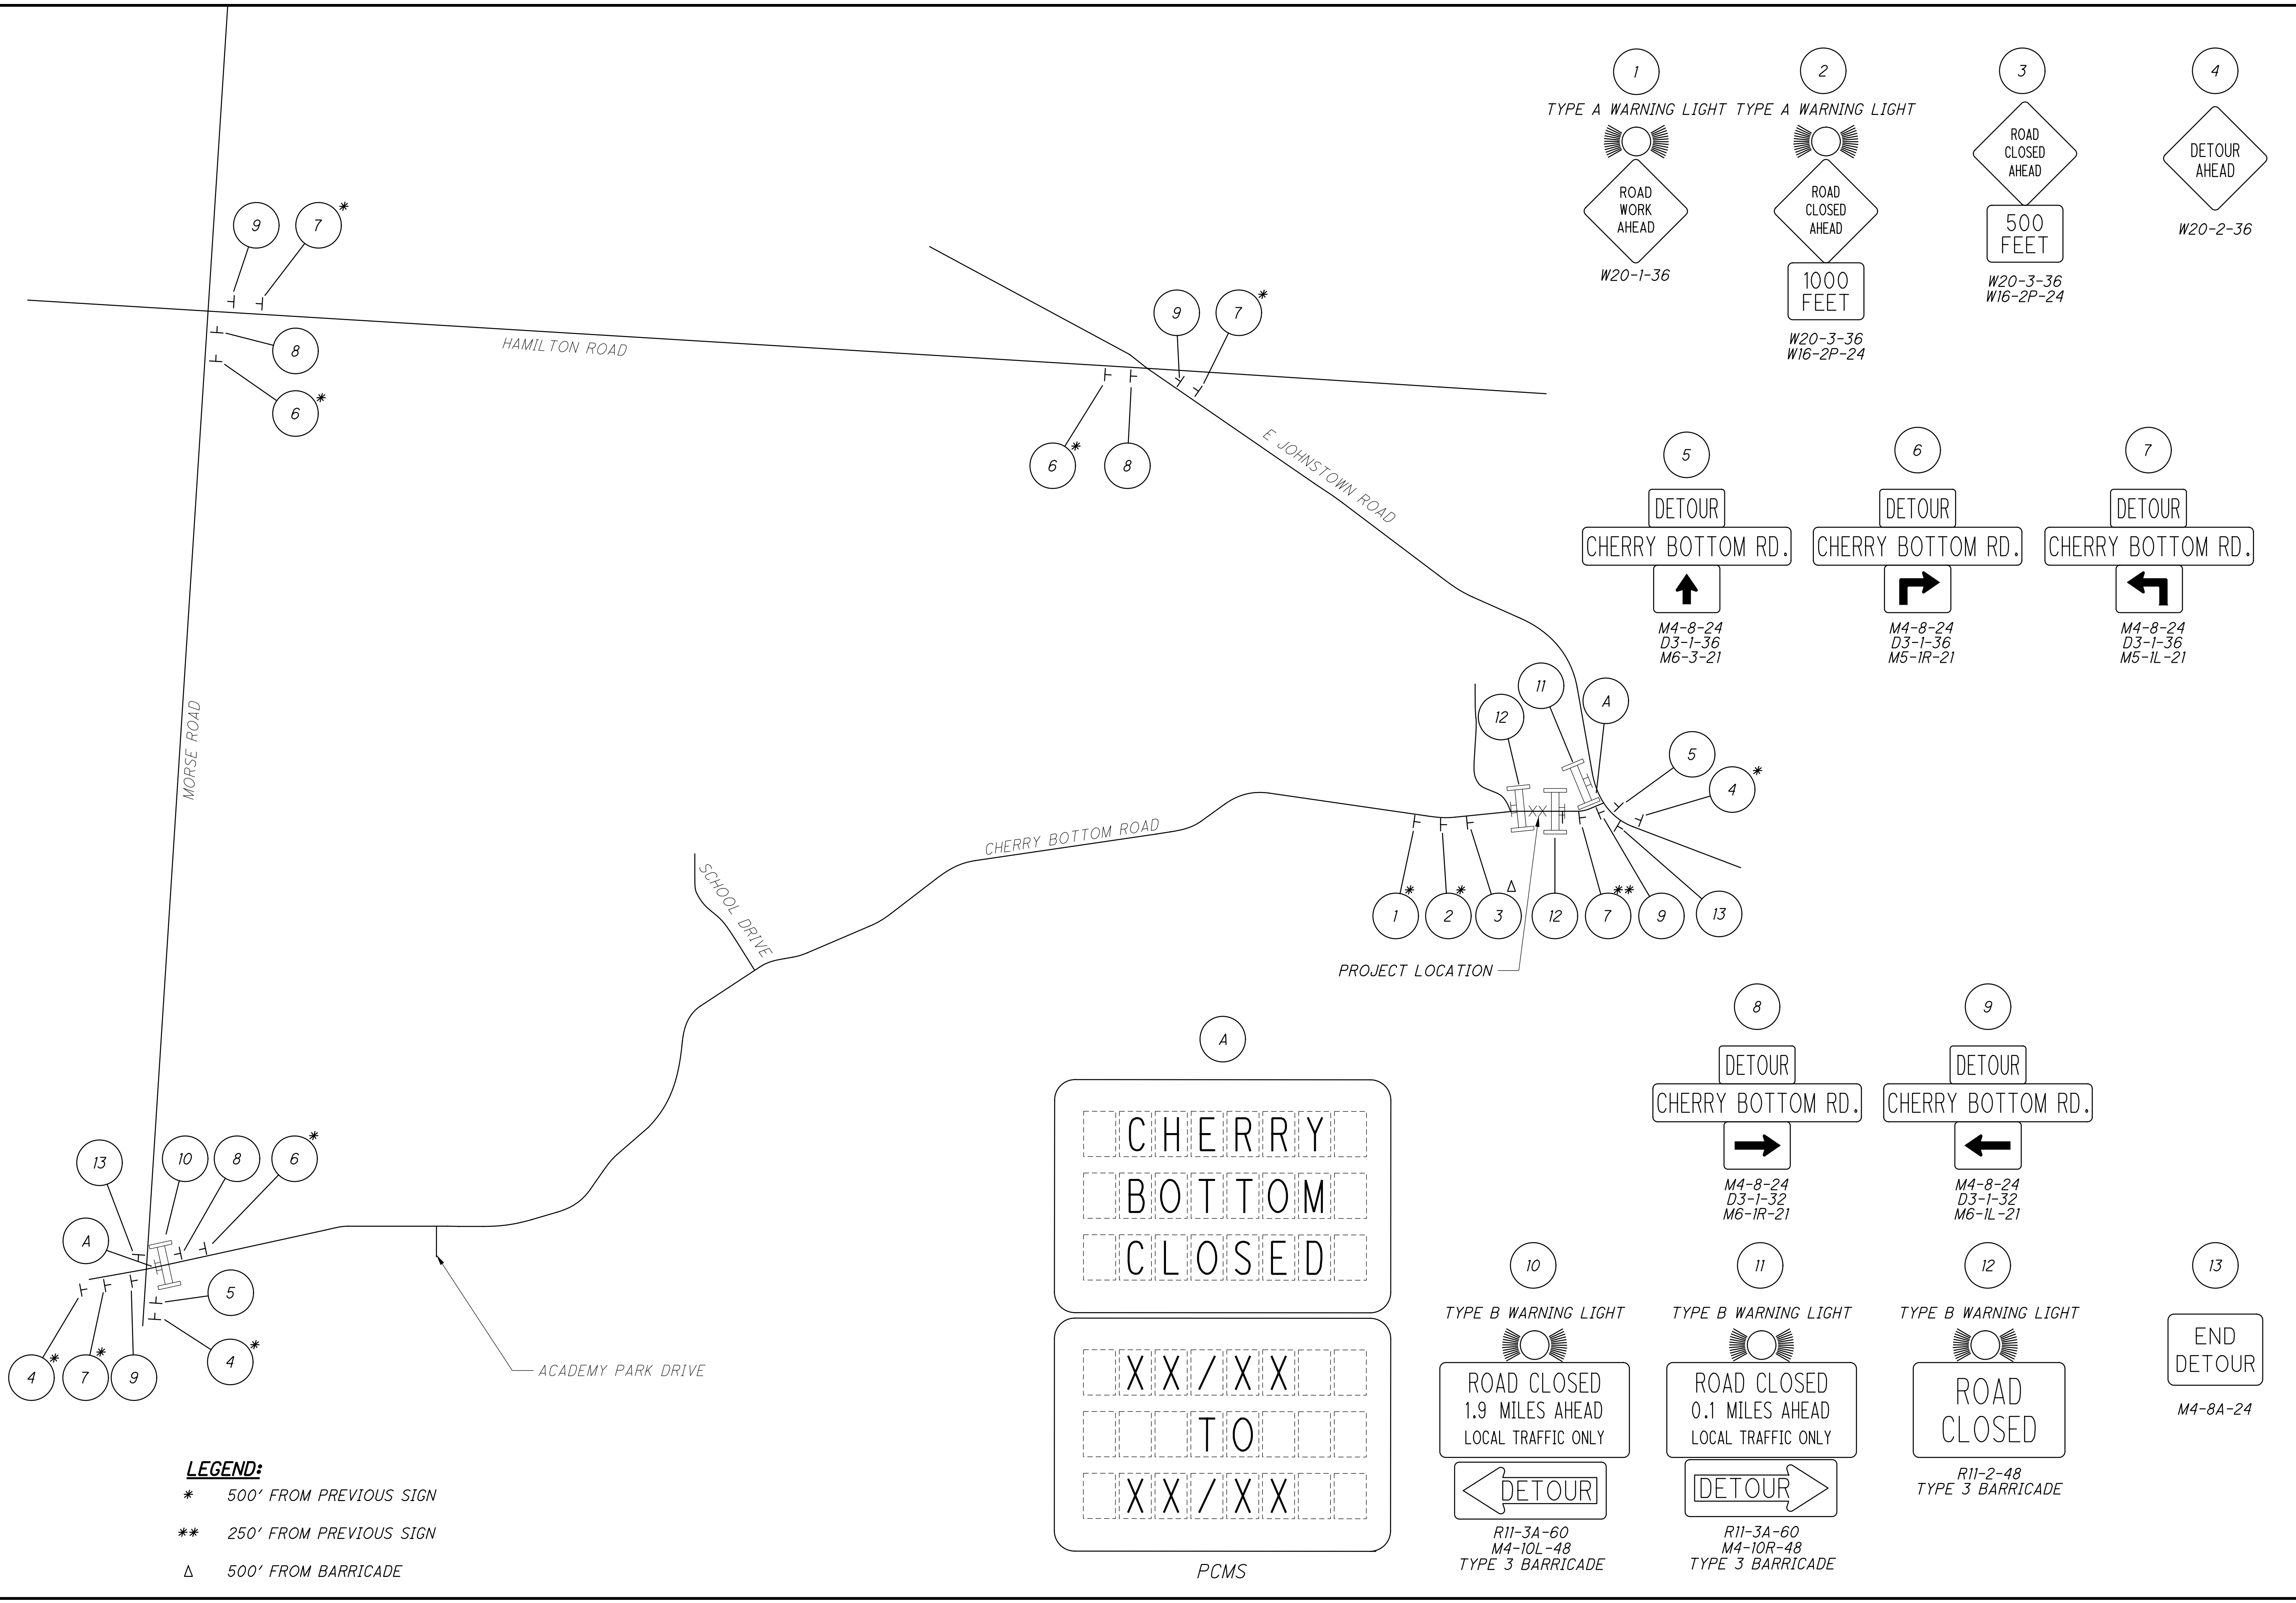 1
TYPE A WARNING LIGHT
ROAD
WORK
AHEAD
W20-1-36
2
TYPE A WARNING LIGHT
ROAD
CLOSED
AHEAD
1000
FEET
W20-3-36
W16-2P-24
3
ROAD
CLOSED
AHEAD
500
FEET
W20-3-36
W16-2P-24
4
DETOUR
AHEAD
W20-2-36
9
7*
8
6*
HAMILTON ROAD
9
7*
6*
8
E JOHNSTOWN ROAD
5
DETOUR
CHERRY BOTTOM RD.
M4-8-24
D3-1-36
M6-3-21
6
DETOUR
CHERRY BOTTOM RD.
M4-8-24
D3-1-36
M5-1R-21
7
DETOUR
CHERRY BOTTOM RD.
M4-8-24
D3-1-36
M5-1L-21
MORSE ROAD
11
A
12
5
4*
XX
CHERRY BOTTOM ROAD
SCHOOL DRIVE
1*
2*
3 Δ
12
7**
9
13
PROJECT LOCATION
8
DETOUR
CHERRY BOTTOM RD.
M4-8-24
D3-1-32
M6-1R-21
9
DETOUR
CHERRY BOTTOM RD.
M4-8-24
D3-1-32
M6-1L-21
13
10
8
6*
A
5
4*
4*
7*
9
ACADEMY PARK DRIVE
A
CHERRY
BOTTOM
CLOSED
XX/XX
TO
XX/XX
PCMS
10
TYPE B WARNING LIGHT
ROAD CLOSED
1.9 MILES AHEAD
LOCAL TRAFFIC ONLY
DETOUR
R11-3A-60
M4-10L-48
TYPE 3 BARRICADE
11
TYPE B WARNING LIGHT
ROAD CLOSED
0.1 MILES AHEAD
LOCAL TRAFFIC ONLY
DETOUR
R11-3A-60
M4-10R-48
TYPE 3 BARRICADE
12
TYPE B WARNING LIGHT
ROAD
CLOSED
R11-2-48
TYPE 3 BARRICADE
13
END
DETOUR
M4-8A-24
LEGEND:
* 500' FROM PREVIOUS SIGN
** 250' FROM PREVIOUS SIGN
Δ 500' FROM BARRICADE